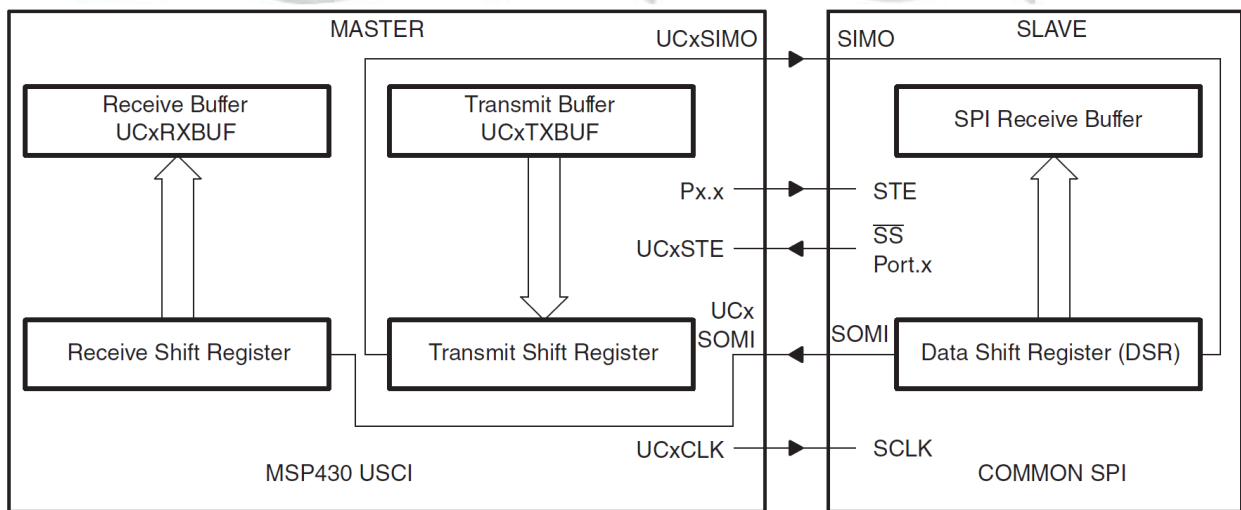 MASTER
UCxSIMO
SIMO
SLAVE
Receive Buffer
UCxRXBUF
Transmit Buffer
UCxTXBUF
SPI Receive Buffer
Px.x
STE
UCxSTE
SS
Port.x
UCx
SOMI
SOMI
Receive Shift Register
Transmit Shift Register
Data Shift Register (DSR)
UCxCLK
SCLK
MSP430 USCI
COMMON SPI